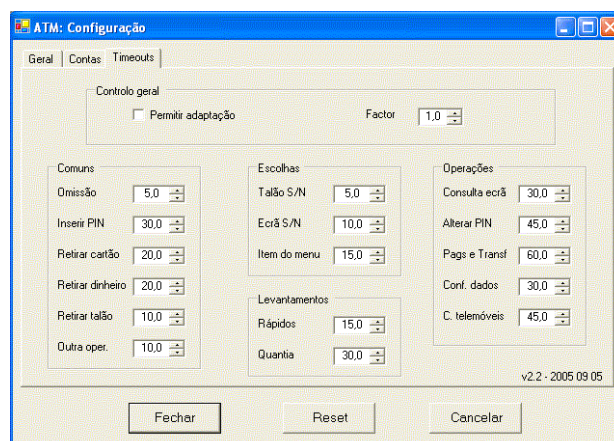 ATM: Configuração
Geral Contas Timeouts
Controlo geral
Permitir adaptação Factor 1,0
Comuns
Omissão 5,0
Inserir PIN 30,0
Retirar cartão 20,0
Retirar dinheiro 20,0
Retirar talão 10,0
Outra oper. 10,0
Escolhas
Talão S/N 5,0
Ecrã S/N 10,0
Item do menu 15,0
Levantamentos
Rápidos 15,0
Quantia 30,0
Operações
Consulta ecrã 30,0
Alterar PIN 45,0
Pags e Transf 60,0
Conf. dados 30,0
C. telemóveis 45,0
v2.2 - 2005 09 05
Fechar Reset Cancelar